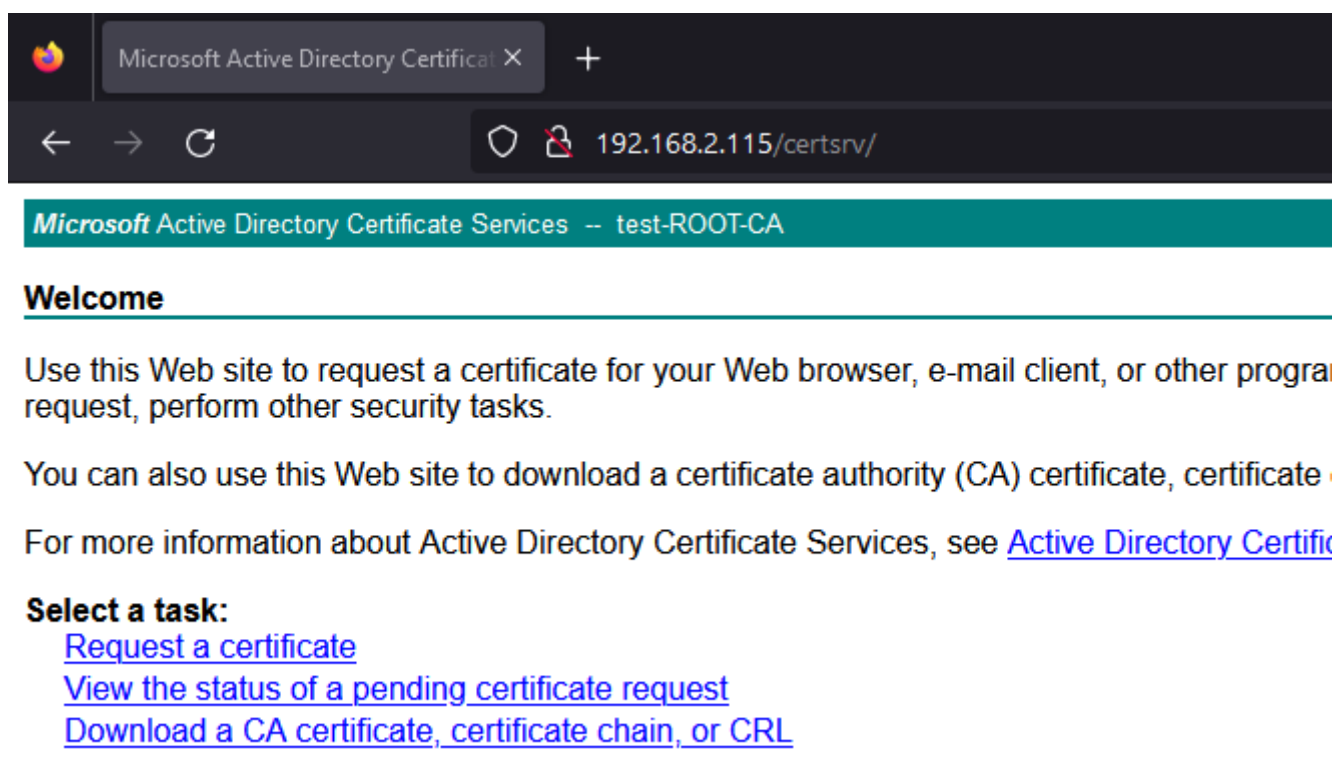 Microsoft Active Directory Certificat
192.168.2.115/certsrv/
Microsoft Active Directory Certificate Services -- test-ROOT-CA
Welcome
Use this Web site to request a certificate for your Web browser, e-mail client, or other
request, perform other security tasks.
You can also use this Web site to download a certificate authority (CA) certificate, certificate
For more information about Active Directory Certificate Services, see Active Directory
Select a task:
Request a certificate
View the status of a pending certificate request
Download a CA certificate, certificate chain, or CRL